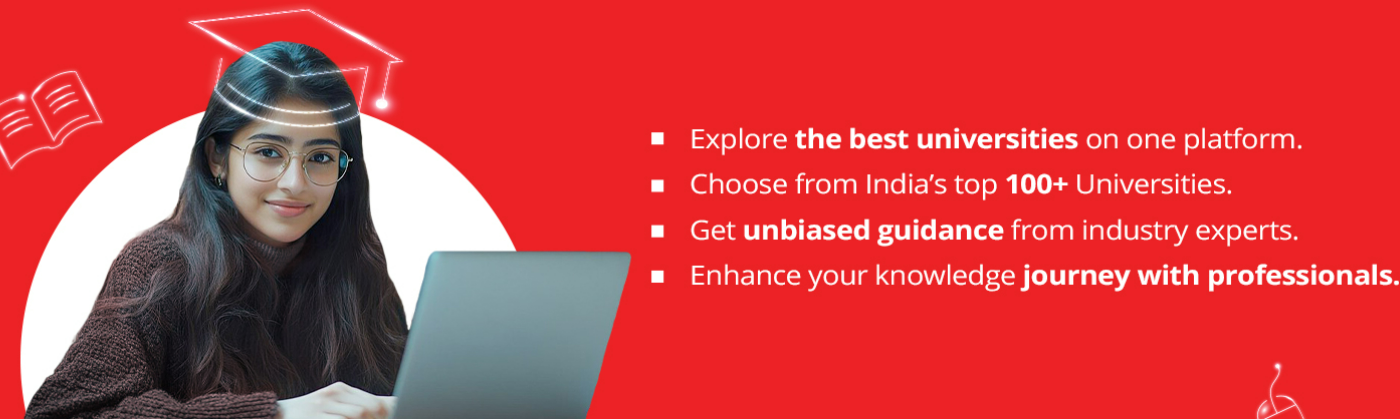 Explore the best universities on one platform.
Choose from India’s top 100+ Universities.
Get unbiased guidance from industry experts.
Enhance your knowledge journey with professionals.